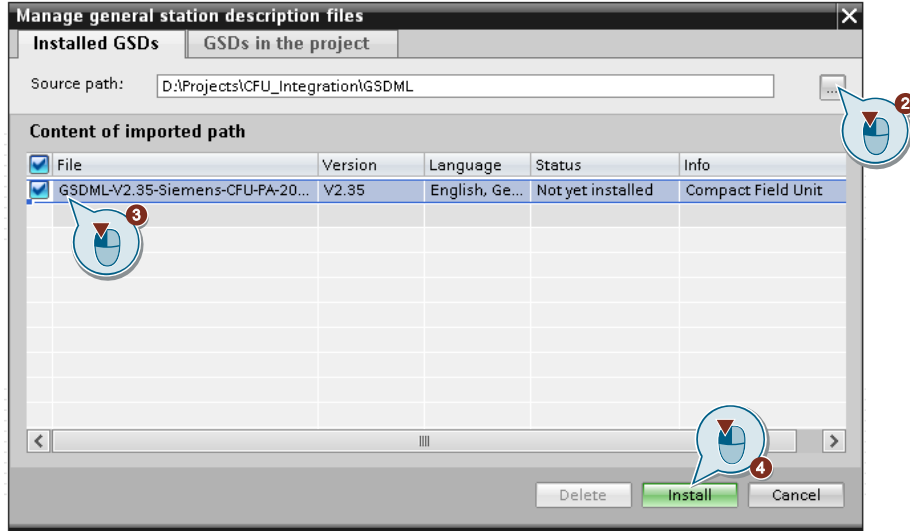 Manage general station description files
Installed GSDs GSDs in the project
Source path: D:\Projects\CFU_Integration\GSDML ...
2
Content of imported path
File Version Language Status Info
GSDML-V2.35-Siemens-CFU-PA-20... V2.35 English, Ge... Not yet installed Compact Field Unit
3
4
Delete Install Cancel